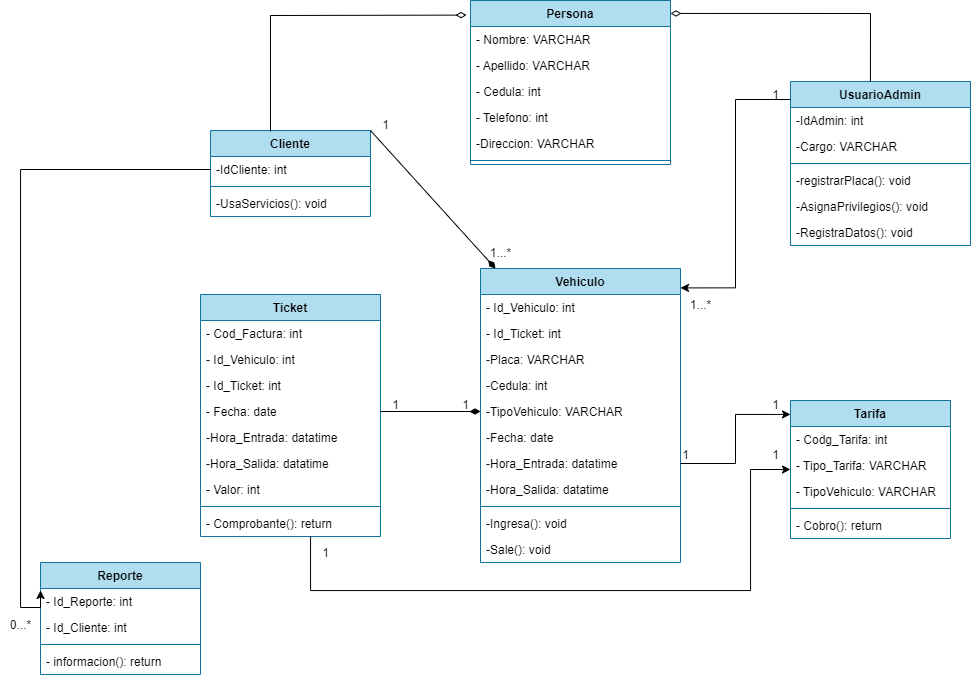 Persona
- Nombre: VARCHAR
- Apellido: VARCHAR
- Cedula: int
- Telefono: int
-Direccion: VARCHAR
UsuarioAdmin
-IdAdmin: int
-Cargo: VARCHAR
-registrarPlaca(): void
-AsignaPrivilegios(): void
-RegistraDatos(): void
1
1...*
Cliente
-IdCliente: int
-UsaServicios(): void
1
1...*
Vehiculo
- Id_Vehiculo: int
- Id_Ticket: int
-Placa: VARCHAR
-Cedula: int
-TipoVehiculo: VARCHAR
-Fecha: date
-Hora_Entrada: datatime
-Hora_Salida: datatime
-Ingresa(): void
-Sale(): void
Ticket
- Cod_Factura: int
- Id_Vehiculo: int
- Id_Ticket: int
- Fecha: date
-Hora_Entrada: datatime
-Hora_Salida: datatime
- Valor: int
- Comprobante(): return
1
1
1
1
1
1
Tarifa
- Codg_Tarifa: int
- Tipo_Tarifa: VARCHAR
- TipoVehiculo: VARCHAR
- Cobro(): return
Reporte
- Id_Reporte: int
- Id_Cliente: int
- informacion(): return
0...*